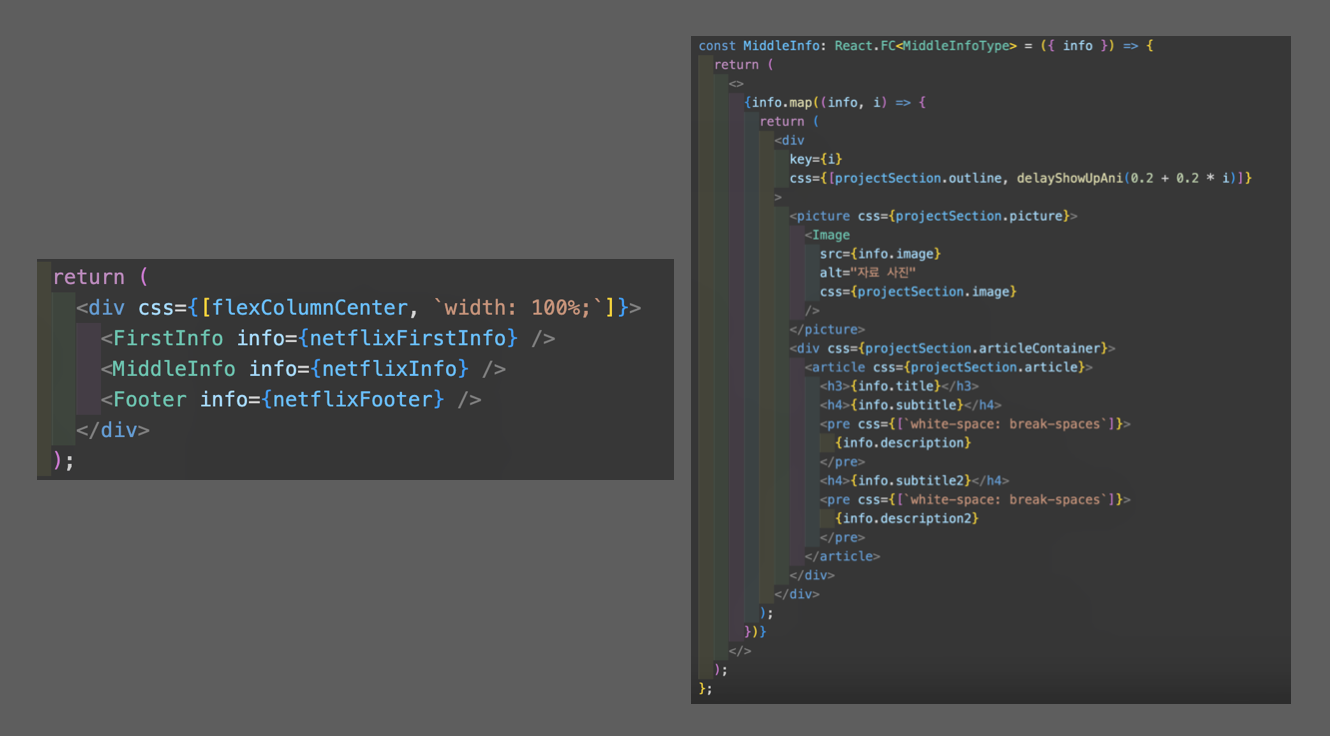 return (
<div css={[flexColumnCenter, `width: 100%;`]}>
<FirstInfo info={netflixFirstInfo} />
<MiddleInfo info={netflixInfo} />
<Footer info={netflixFooter} />
</div>
);
const MiddleInfo: React.FC<MiddleInfoType> = ({ info }) => {
return (
<>
{info.map((info, i) => {
return (
<div
key={i}
css={[projectSection.outline, delayShowUpAni(0.2 + 0.2 * i)]}
>
<picture css={projectSection.picture}>
<Image
src={info.image}
alt="자료 사진"
css={projectSection.image}
/>
</picture>
<div css={projectSection.articleContainer}>
<article css={projectSection.article}>
<h3>{info.title}</h3>
<h4>{info.subtitle}</h4>
<pre css={[`white-space: break-spaces`]}>
{info.description}
</pre>
<h4>{info.subtitle2}</h4>
<pre css={[`white-space: break-spaces`]}>
{info.description2}
</pre>
</article>
</div>
</div>
);
})}
</>
);
};